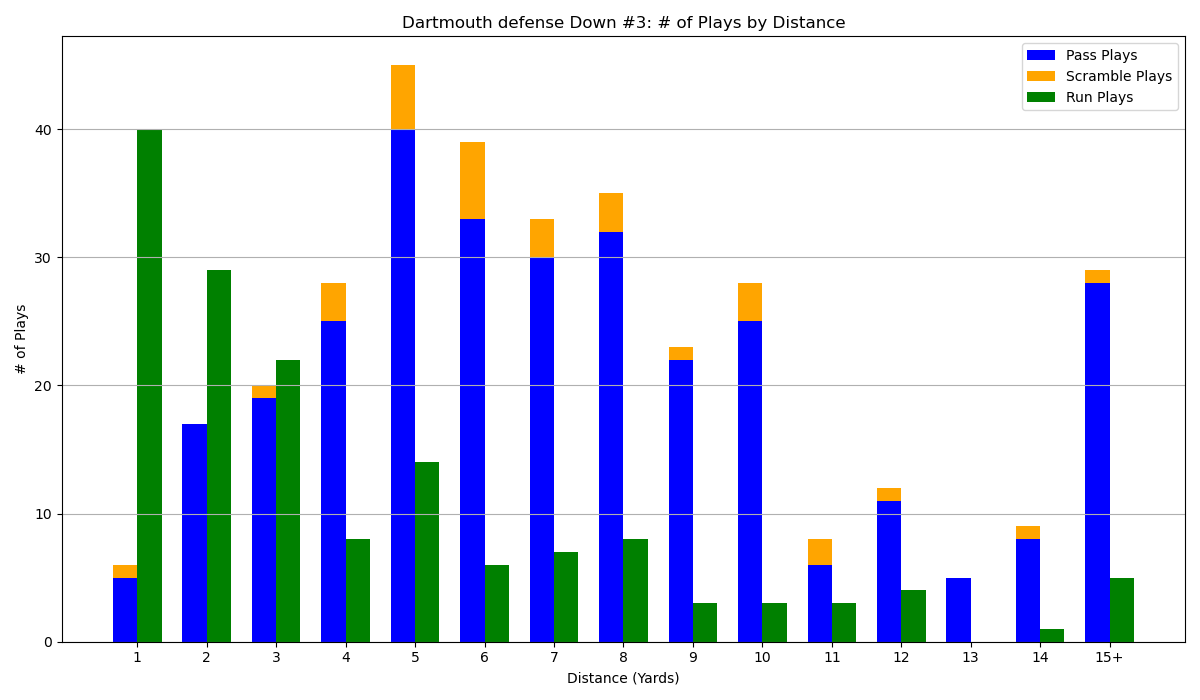 Dartmouth defense Down #3: # of Plays by Distance
Pass Plays
Scramble Plays
Run Plays
# of Plays
40
30
20
10
0
1 2 3 4 5 6 7 8 9 10 11 12 13 14 15+
Distance (Yards)